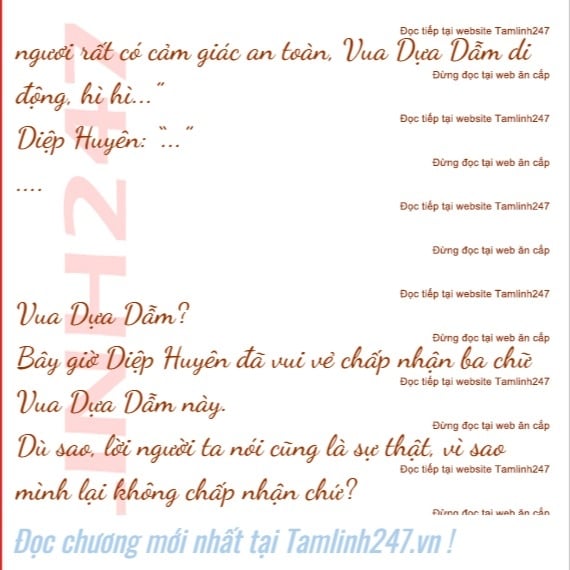 Đọc tiếp tại website Tamlinh247
ngươi rất có cảm giác an toàn, Vua Dựa Dẫm di
Đừng đọc tại web ăn cắp
động, hì hì..."
Đọc tiếp tại website Tamlinh247
Diệp Huyên: "..."
Đừng đọc tại web ăn cắp
....
Đọc tiếp tại website Tamlinh247
Đừng đọc tại web ăn cắp
Đọc tiếp tại website Tamlinh247
Vua Dựa Dẫm?
Đừng đọc tại web ăn cắp
Bây giờ Diệp Huyên đã vui vẻ chấp nhận ba chữ
Đọc tiếp tại website Tamlinh247
Vua Dựa Dẫm này.
Đừng đọc tại web ăn cắp
Dù sao, lời người ta nói cũng là sự thật, vì sao
Đọc tiếp tại website Tamlinh247
mình lại không chấp nhận chứ?
Đừng đọc tại web ăn cắp
INH247
Đọc chương mới nhất tại Tamlinh247.vn !